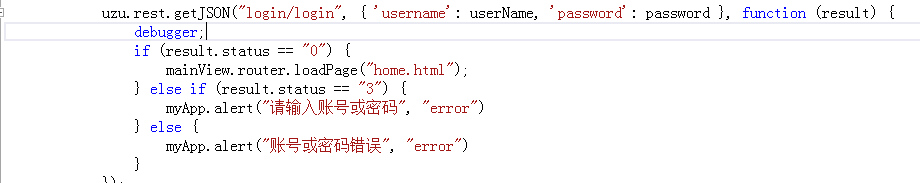 uzu.rest.getJSON("login/login", { 'username': userName, 'password': password }, function (result) {
debugger;
if (result.status == "0") {
mainView.router.loadPage("home.html");
} else if (result.status == "3") {
myApp.alert("请输入账号或密码", "error")
} else {
myApp.alert("账号或密码错误", "error")
}
});